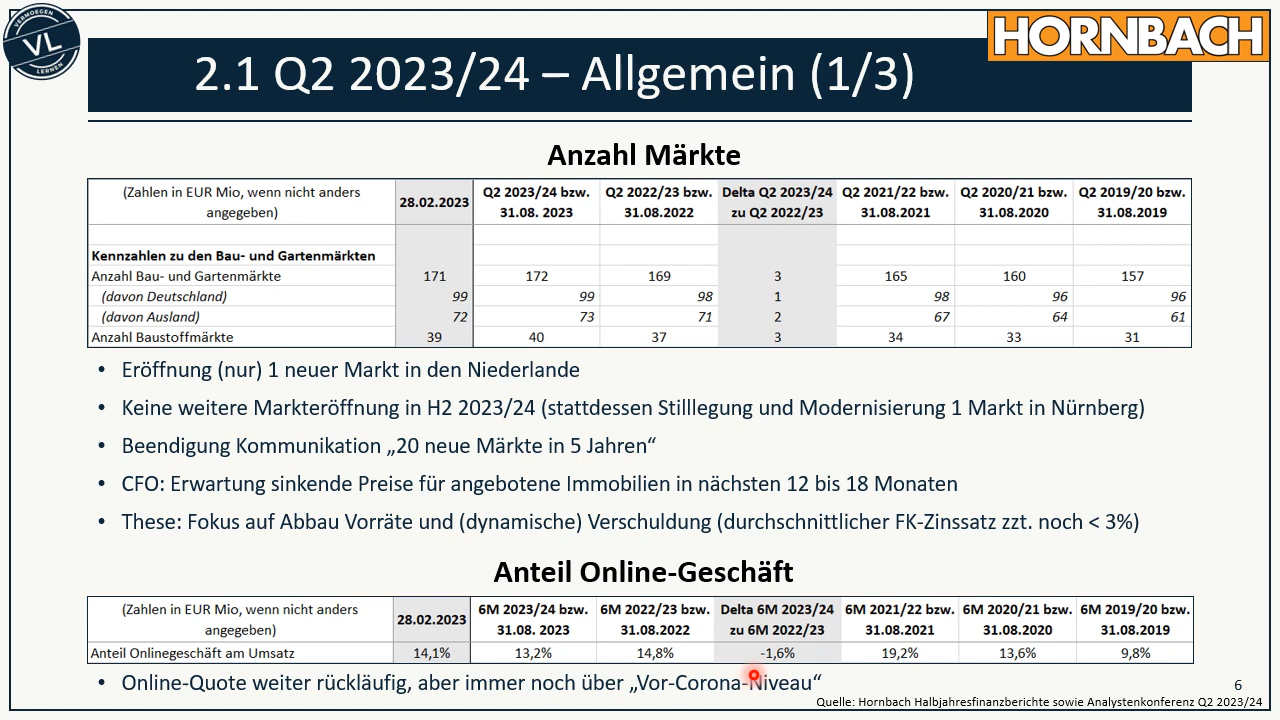 VERMOEGEN
VL
LERNEN
HORNBACH
2.1 Q2 2023/24 – Allgemein (1/3)
Anzahl Märkte
(Zahlen in EUR Mio, wenn nicht anders angegeben) 28.02.2023 Q2 2023/24 bzw. 31.08. 2023 Q2 2022/23 bzw. 31.08.2022 Delta Q2 2023/24 zu Q2 2022/23 Q2 2021/22 bzw. 31.08.2021 Q2 2020/21 bzw. 31.08.2020 Q2 2019/20 bzw. 31.08.2019
Kennzahlen zu den Bau- und Gartenmärkten
Anzahl Bau- und Gartenmärkte 171 172 169 3 165 160 157
(davon Deutschland) 99 99 98 1 98 96 96
(davon Ausland) 72 73 71 2 67 64 61
Anzahl Baustoffmärkte 39 40 37 3 34 33 31
• Eröffnung (nur) 1 neuer Markt in den Niederlande
• Keine weitere Markteröffnung in H2 2023/24 (stattdessen Stilllegung und Modernisierung 1 Markt in Nürnberg)
• Beendigung Kommunikation „20 neue Märkte in 5 Jahren“
• CFO: Erwartung sinkende Preise für angebotene Immobilien in nächsten 12 bis 18 Monaten
• These: Fokus auf Abbau Vorräte und (dynamische) Verschuldung (durchschnittlicher FK-Zinssatz zzt. noch < 3%)
Anteil Online-Geschäft
(Zahlen in EUR Mio, wenn nicht anders angegeben) 28.02.2023 6M 2023/24 bzw. 31.08. 2023 6M 2022/23 bzw. 31.08.2022 Delta 6M 2023/24 zu 6M 2022/23 6M 2021/22 bzw. 31.08.2021 6M 2020/21 bzw. 31.08.2020 6M 2019/20 bzw. 31.08.2019
Anteil Onlinegeschäft am Umsatz 14,1% 13,2% 14,8% -1,6% 19,2% 13,6% 9,8%
• Online-Quote weiter rückläufig, aber immer noch über „Vor-Corona-Niveau“
6
Quelle: Hornbach Halbjahresfinanzberichte sowie Analystenkonferenz Q2 2023/24